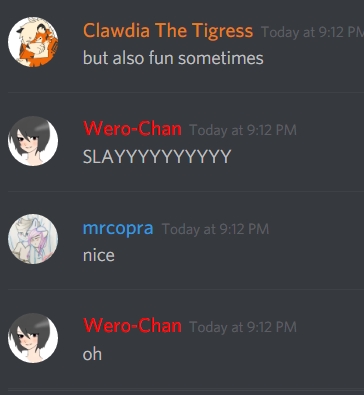 Clawdia The Tigress Today at 9:12 PM
but also fun sometimes
Wero-Chan Today at 9:12 PM
SLAYYYYYYYYYY
mrcopra Today at 9:12 PM
nice
Wero-Chan Today at 9:12 PM
oh